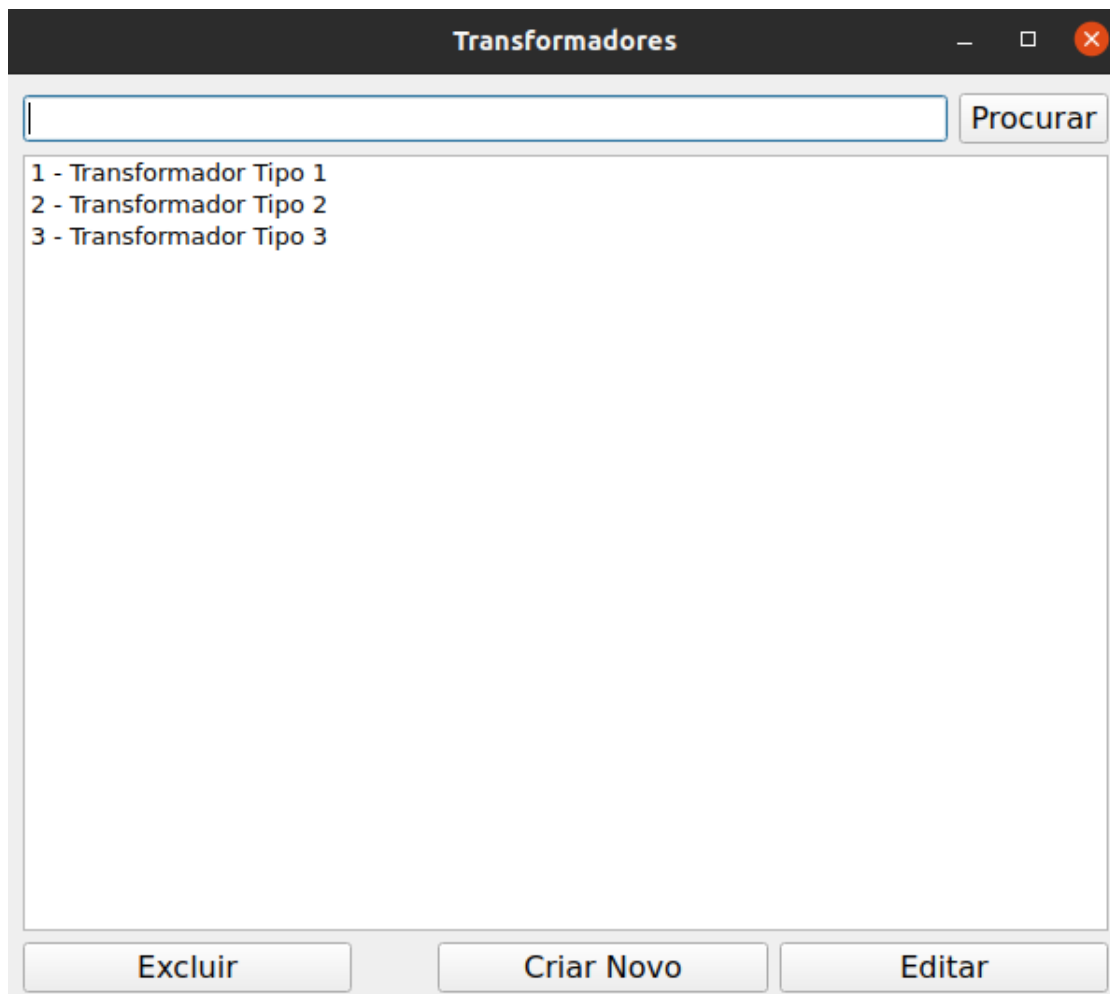 Transformadores
Procurar
1 - Transformador Tipo 1
2 - Transformador Tipo 2
3 - Transformador Tipo 3
Excluir
Criar Novo
Editar